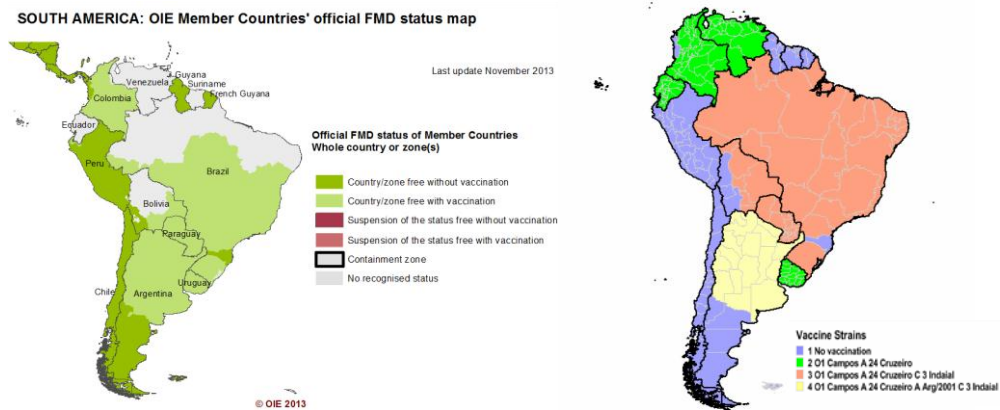 SOUTH AMERICA: OIE Member Countries' official FMD status map
Last update November 2013
Venezuela
Guyana
Suriname
French Guyana
Colombia
Ecuador
Peru
Brazil
Bolivia
Paraguay
Chile
Argentina
Uruguay
Official FMD status of Member Countries
Whole country or zone(s)
Country/zone free without vaccination
Country/zone free with vaccination
Suspension of the status free without vaccination
Suspension of the status free with vaccination
Containment zone
No recognised status
© OIE 2013
Vaccine Strains
1 No vaccination
2 O1 Campos A 24 Cruzeiro
3 O1 Campos A 24 Cruzeiro C 3 Indaial
4 O1 Campos A 24 Cruzeiro A Arg/2001 C 3 Indaial